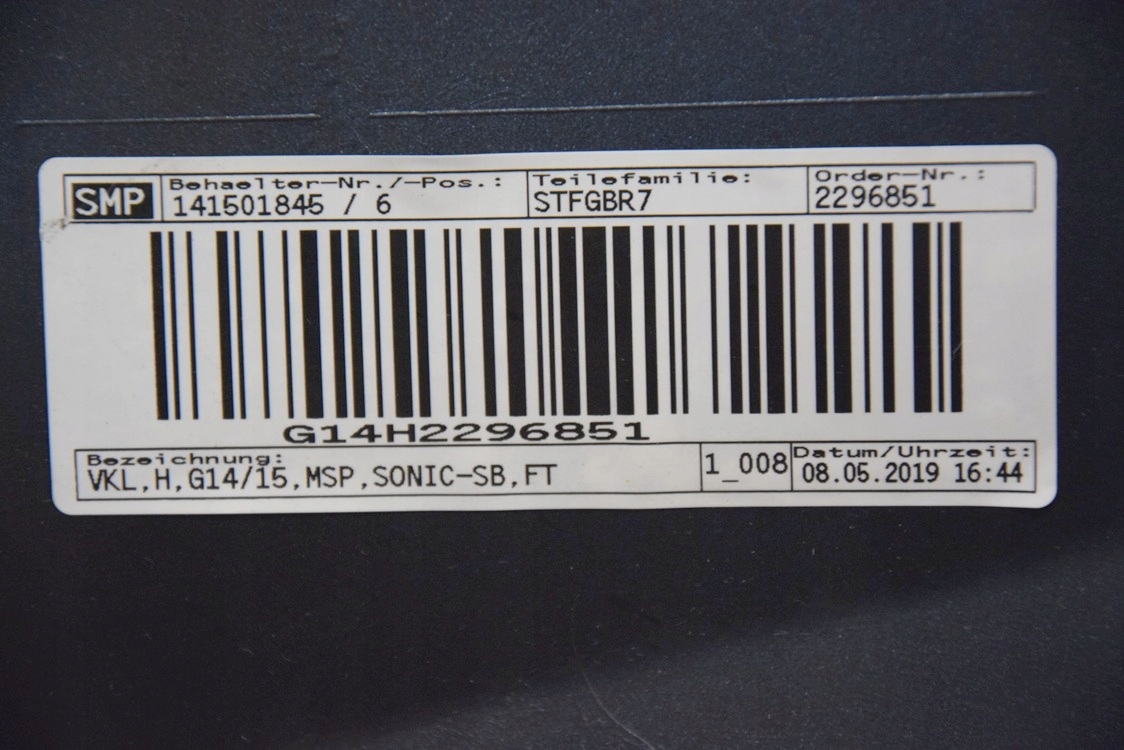 SMP
Behaelter-Nr./-Pos.:
141501845 / 6
Teilefamilie:
STFGBR7
Order-Nr.:
2296851
G14H2296851
Bezeichnung:
VKL,H,G14/15,MSP,SONIC-SB,FT
1_008
Datum/Uhrzeit:
08.05.2019 16:44